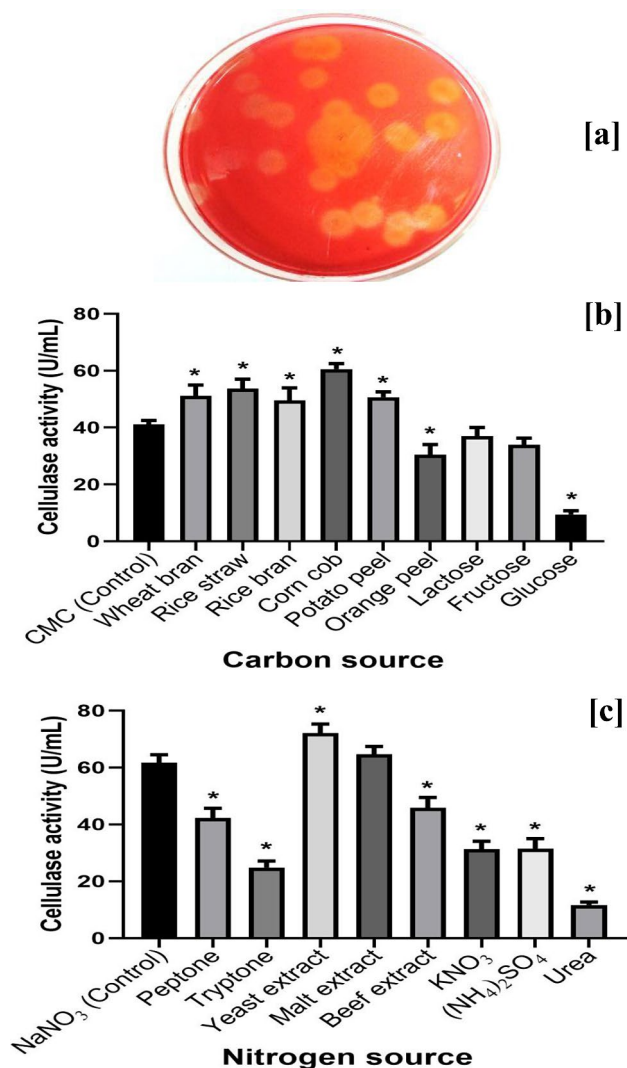 [a]
[b]
Cellulase activity (U/mL)
80
60
40
20
0
* * * * * * *
CMC (Control)
Wheat bran
Rice straw
Rice bran
Corn cob
Potato peel
Orange peel
Lactose
Fructose
Glucose
Carbon source
[c]
Cellulase activity (U/mL)
80
60
40
20
0
* * * * * * *
NaNO₃ (Control)
Peptone
Tryptone
Yeast extract
Malt extract
Beef extract
KNO₃
(NH₄)₂SO₄
Urea
Nitrogen source